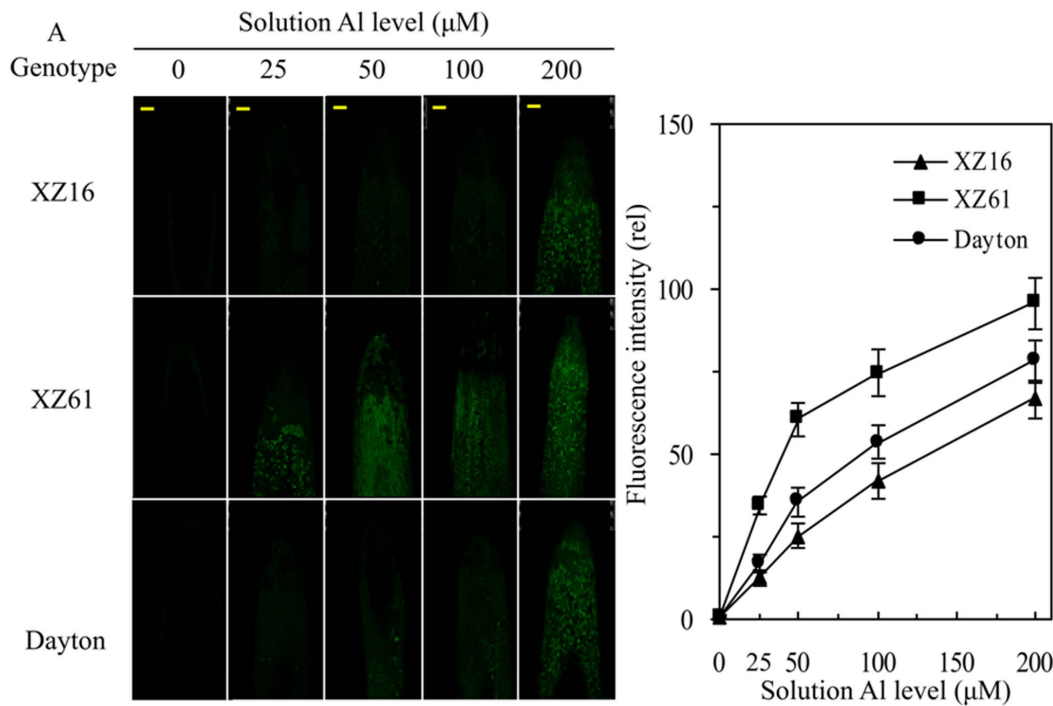 A
Solution Al level (μM)
Genotype 0 25 50 100 200
XZ16
XZ61
Dayton
150
100
50
0
Fluorescence intensity (rel)
XZ16
XZ61
Dayton
0 25 50 100 150 200
Solution Al level (μM)